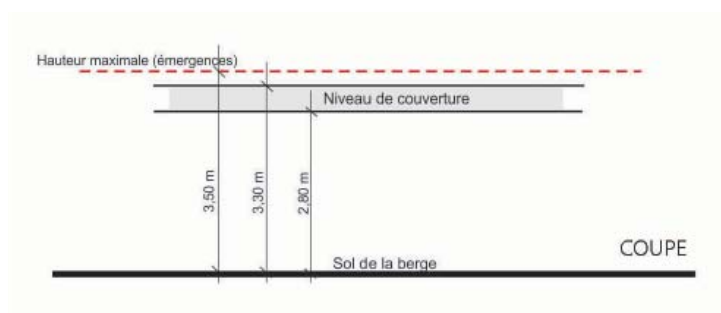 Hauteur maximale (émergences)
Niveau de couverture
3,50 m
3,30 m
2,80 m
COUPE
Sol de la berge